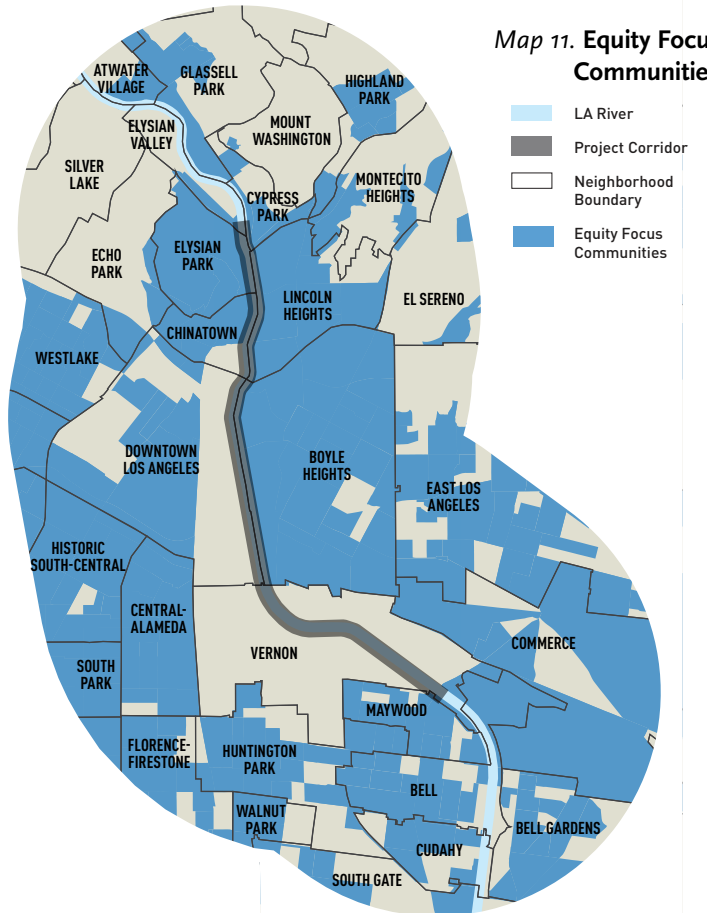 Map 11. Equity Focu
Communitie
LA River
Project Corridor
Neighborhood
Boundary
Equity Focus
Communities
ATWATER
VILLAGE
GLASSELL
PARK
HIGHLAND
PARK
ELYSIAN
VALLEY
MOUNT
WASHINGTON
SILVER
LAKE
MONTECITO
HEIGHTS
CYPRESS
PARK
ECHO
PARK
ELYSIAN
PARK
LINCOLN
HEIGHTS
EL SERENO
CHINATOWN
WESTLAKE
DOWNTOWN
LOS ANGELES
BOYLE
HEIGHTS
EAST LOS
ANGELES
HISTORIC
SOUTH-CENTRAL
CENTRAL-
ALAMEDA
VERNON
COMMERCE
SOUTH
PARK
MAYWOOD
FLORENCE-
FIRESTONE
HUNTINGTON
PARK
BELL
WALNUT
PARK
BELL GARDENS
CUDAHY
SOUTH GATE